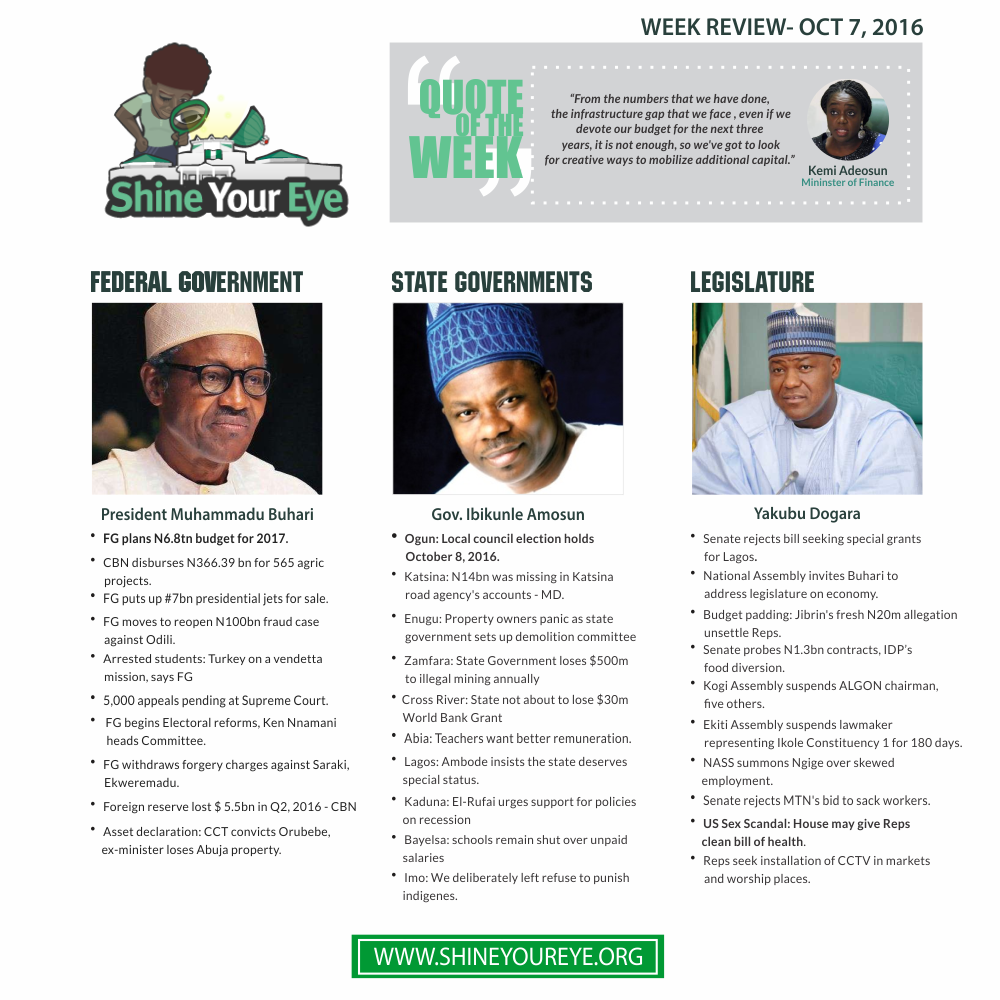 WEEK REVIEW- OCT 7, 2016
Shine Your Eye
“
QUOTE
OF THE
WEEK
”
“From the numbers that we have done,
the infrastructure gap that we face , even if we
devote our budget for the next three
years, it is not enough, so we've got to look
for creative ways to mobilize additional capital.”
Kemi Adeosun
Mininster of Finance
FEDERAL GOVERNMENT
President Muhammadu Buhari
• FG plans N6.8tn budget for 2017.
• CBN disburses N366.39 bn for 565 agric
projects.
• FG puts up #7bn presidential jets for sale.
• FG moves to reopen N100bn fraud case
against Odili.
• Arrested students: Turkey on a vendetta
mission, says FG
• 5,000 appeals pending at Supreme Court.
• FG begins Electoral reforms, Ken Nnamani
heads Committee.
• FG withdraws forgery charges against Saraki,
Ekweremadu.
• Foreign reserve lost $ 5.5bn in Q2, 2016 - CBN
• Asset declaration: CCT convicts Orubebe,
ex-minister loses Abuja property.
STATE GOVERNMENTS
Gov. Ibikunle Amosun
• Ogun: Local council election holds
October 8, 2016.
• Katsina: N14bn was missing in Katsina
road agency's accounts - MD.
• Enugu: Property owners panic as state
government sets up demolition committee
• Zamfara: State Government loses $500m
to illegal mining annually
• Cross River: State not about to lose $30m
World Bank Grant
• Abia: Teachers want better remuneration.
• Lagos: Ambode insists the state deserves
special status.
• Kaduna: El-Rufai urges support for policies
on recession
• Bayelsa: schools remain shut over unpaid
salaries
• Imo: We deliberately left refuse to punish
indigenes.
LEGISLATURE
Yakubu Dogara
• Senate rejects bill seeking special grants
for Lagos.
• National Assembly invites Buhari to
address legislature on economy.
• Budget padding: Jibrin's fresh N20m allegation
unsettle Reps.
• Senate probes N1.3bn contracts, IDP’s
food diversion.
• Kogi Assembly suspends ALGON chairman,
five others.
• Ekiti Assembly suspends lawmaker
representing Ikole Constituency 1 for 180 days.
• NASS summons Ngige over skewed
employment.
• Senate rejects MTN's bid to sack workers.
• US Sex Scandal: House may give Reps
clean bill of health.
• Reps seek installation of CCTV in markets
and worship places.
WWW.SHINEYOUREYE.ORG